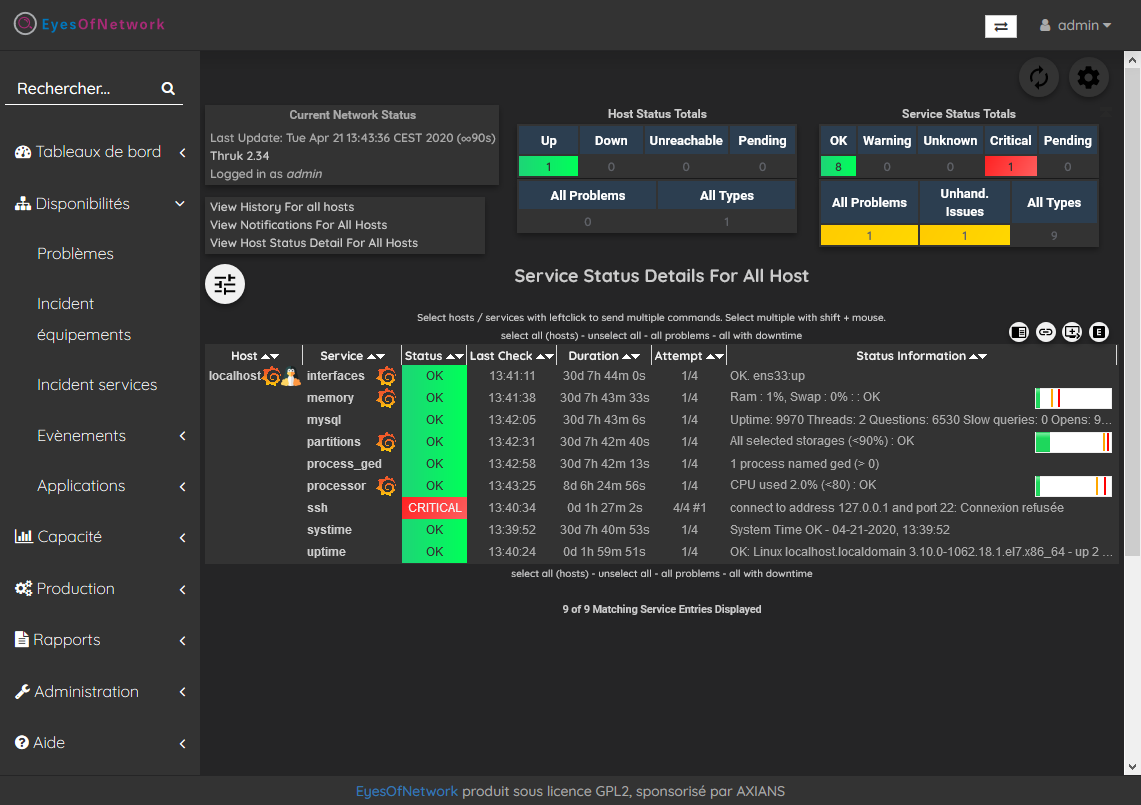 EyesOfNetwork
admin
Rechercher...
Tableaux de bord
Disponibilités
Problèmes
Incident
équipements
Incident services
Evènements
Applications
Capacité
Production
Rapports
Administration
Aide
Current Network Status
Last Update: Tue Apr 21 13:43:36 CEST 2020 (∞90s)
Thruk 2.34
Logged in as admin
View History For all hosts
View Notifications For All Hosts
View Host Status Detail For All Hosts
Host Status Totals
Up Down Unreachable Pending
1 0 0 0
All Problems All Types
0 1
Service Status Totals
OK Warning Unknown Critical Pending
8 0 0 1 0
All Problems Unhand. Issues All Types
1 1 9
Service Status Details For All Host
Select hosts / services with leftclick to send multiple commands. Select multiple with shift + mouse.
select all (hosts) - unselect all - all problems - all with downtime
E
Host Service Status Last Check Duration Attempt Status Information
localhost interfaces OK 13:41:11 30d 7h 44m 0s 1/4 OK. ens33:up
memory OK 13:41:38 30d 7h 43m 33s 1/4 Ram : 1%, Swap : 0% : : OK
mysql OK 13:42:05 30d 7h 43m 6s 1/4 Uptime: 9970 Threads: 2 Questions: 6530 Slow queries: 0 Opens: 9...
partitions OK 13:42:31 30d 7h 42m 40s 1/4 All selected storages (<90%) : OK
process_ged OK 13:42:58 30d 7h 42m 13s 1/4 1 process named ged (> 0)
processor OK 13:43:25 8d 6h 24m 56s 1/4 CPU used 2.0% (<80) : OK
ssh CRITICAL 13:40:34 0d 1h 27m 2s 4/4 #1 connect to address 127.0.0.1 and port 22: Connexion refusée
systime OK 13:39:52 30d 7h 40m 53s 1/4 System Time OK - 04-21-2020, 13:39:52
uptime OK 13:40:24 0d 1h 59m 51s 1/4 OK: Linux localhost.localdomain 3.10.0-1062.18.1.el7.x86_64 - up 2 ...
select all (hosts) - unselect all - all problems - all with downtime
9 of 9 Matching Service Entries Displayed
EyesOfNetwork produit sous licence GPL2, sponsorisé par AXIANS